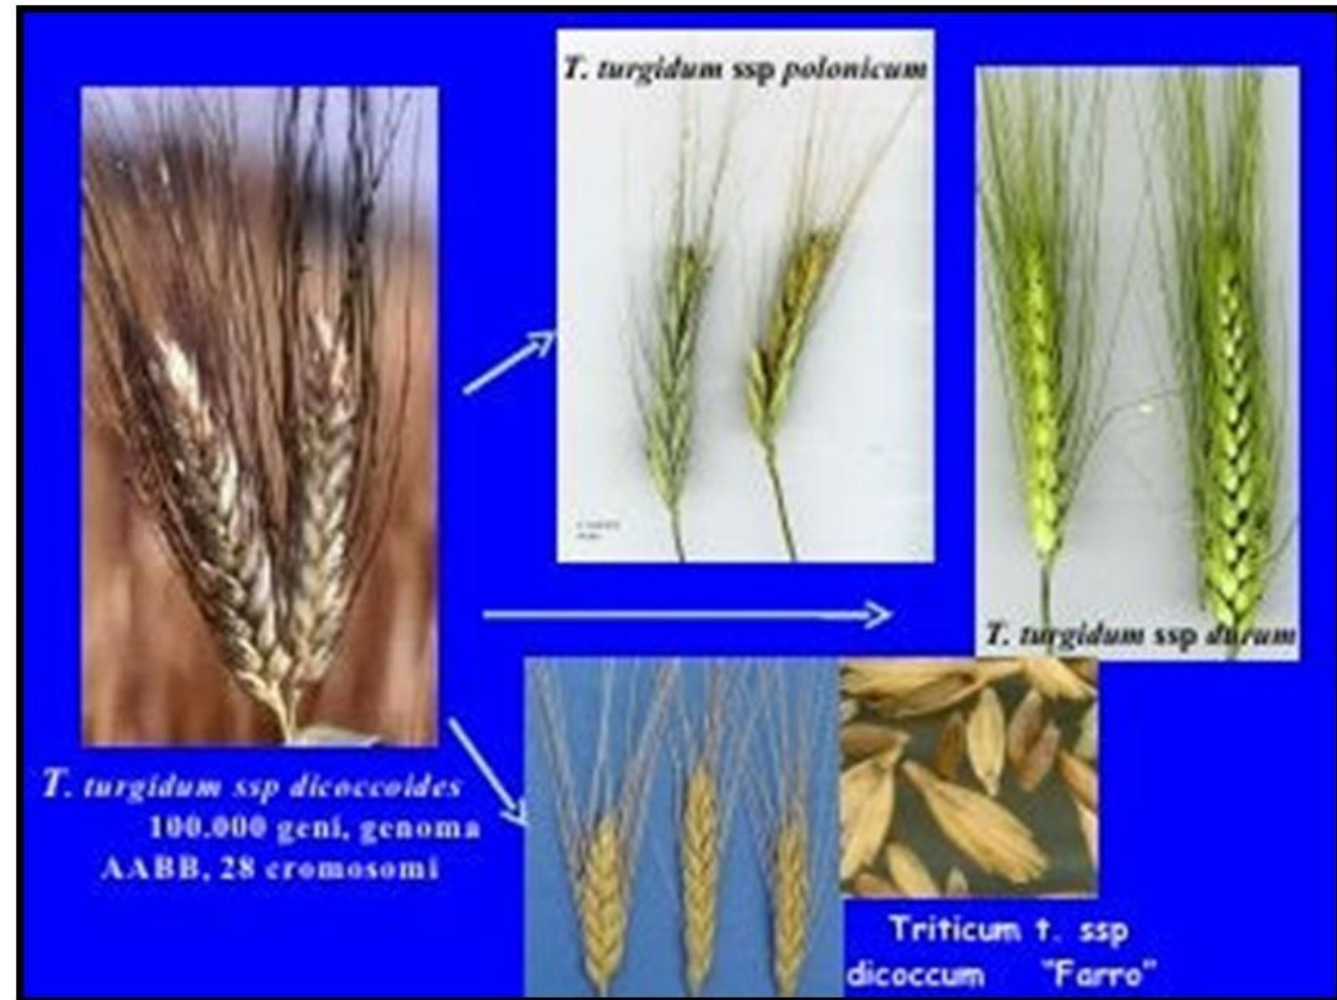 T. turgidum ssp polonicum
T. turgidum ssp durum
T. turgidum ssp dicoccoides
100.000 geni, genoma
AABB, 28 cromosomi
Triticum t. ssp
dicoccum "Farro"